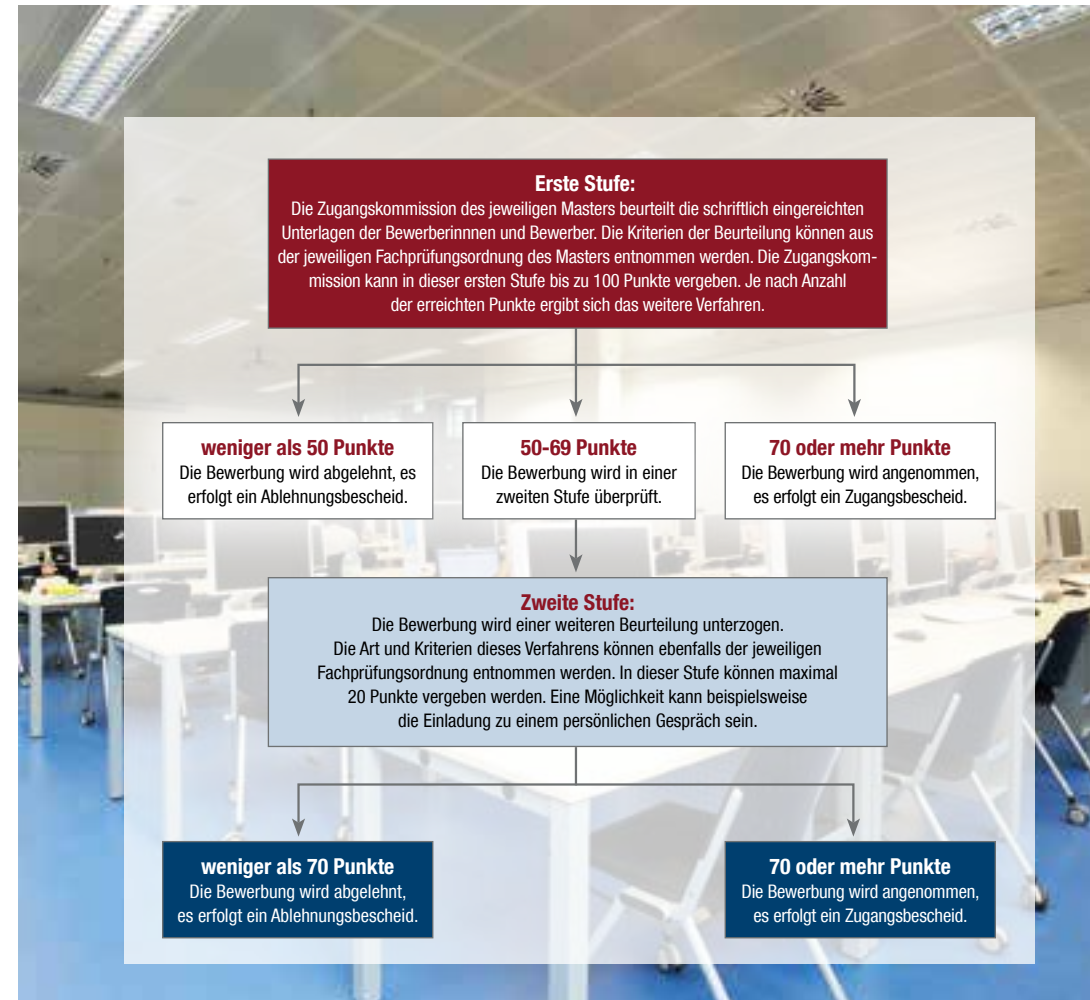 Erste Stufe:
Die Zugangskommission des jeweiligen Masters beurteilt die schriftlich eingereichten
Unterlagen der Bewerberinnnen und Bewerber. Die Kriterien der Beurteilung können aus
der jeweiligen Fachprüfungsordnung des Masters entnommen werden. Die Zugangskom-
mission kann in dieser ersten Stufe bis zu 100 Punkte vergeben. Je nach Anzahl
der erreichten Punkte ergibt sich das weitere Verfahren.
weniger als 50 Punkte
Die Bewerbung wird abgelehnt, es
erfolgt ein Ablehnungsbescheid.
50-69 Punkte
Die Bewerbung wird in einer
zweiten Stufe überprüft.
70 oder mehr Punkte
Die Bewerbung wird angenommen,
es erfolgt ein Zugangsbescheid.
Zweite Stufe:
Die Bewerbung wird einer weiteren Beurteilung unterzogen.
Die Art und Kriterien dieses Verfahrens können ebenfalls der jeweiligen
Fachprüfungsordnung entnommen werden. In dieser Stufe können maximal
20 Punkte vergeben werden. Eine Möglichkeit kann beispielsweise
die Einladung zu einem persönlichen Gespräch sein.
weniger als 70 Punkte
Die Bewerbung wird abgelehnt,
es erfolgt ein Ablehnungsbescheid.
70 oder mehr Punkte
Die Bewerbung wird angenommen,
es erfolgt ein Zugangsbescheid.